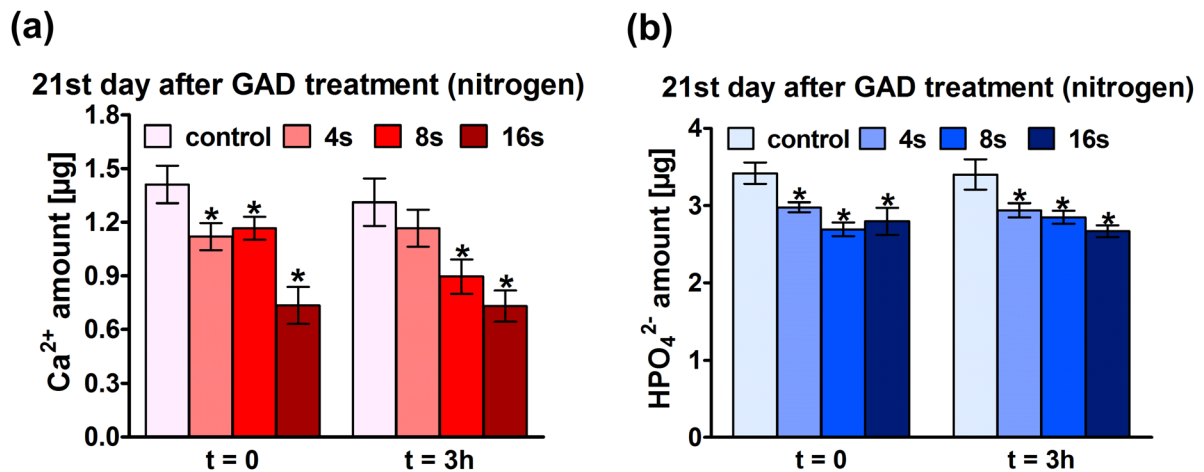 (a)
21st day after GAD treatment (nitrogen)
control 4s 8s 16s
Ca²⁺ amount [µg]
1.8
1.5
1.2
0.9
0.6
0.3
0.0
* * *
* *
t = 0 t = 3h
(b)
21st day after GAD treatment (nitrogen)
control 4s 8s 16s
HPO₄²⁻ amount [µg]
4
3
2
1
0
* * *
* * *
t = 0 t = 3h